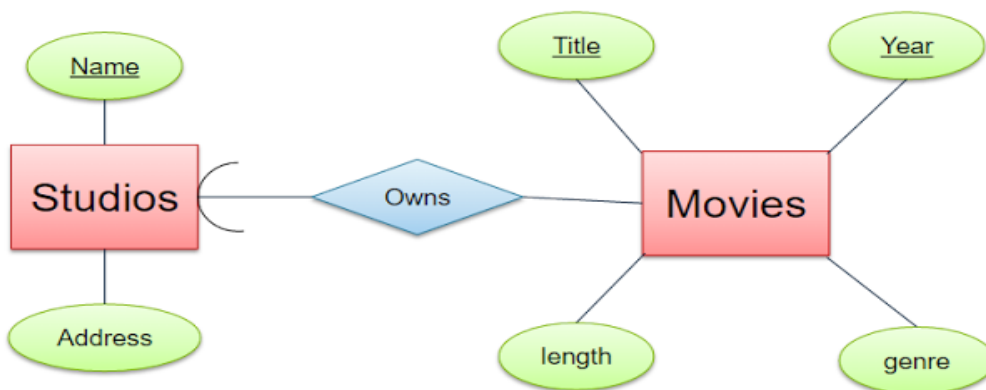 Name
Title
Year
Studios
Owns
Movies
Address
length
genre